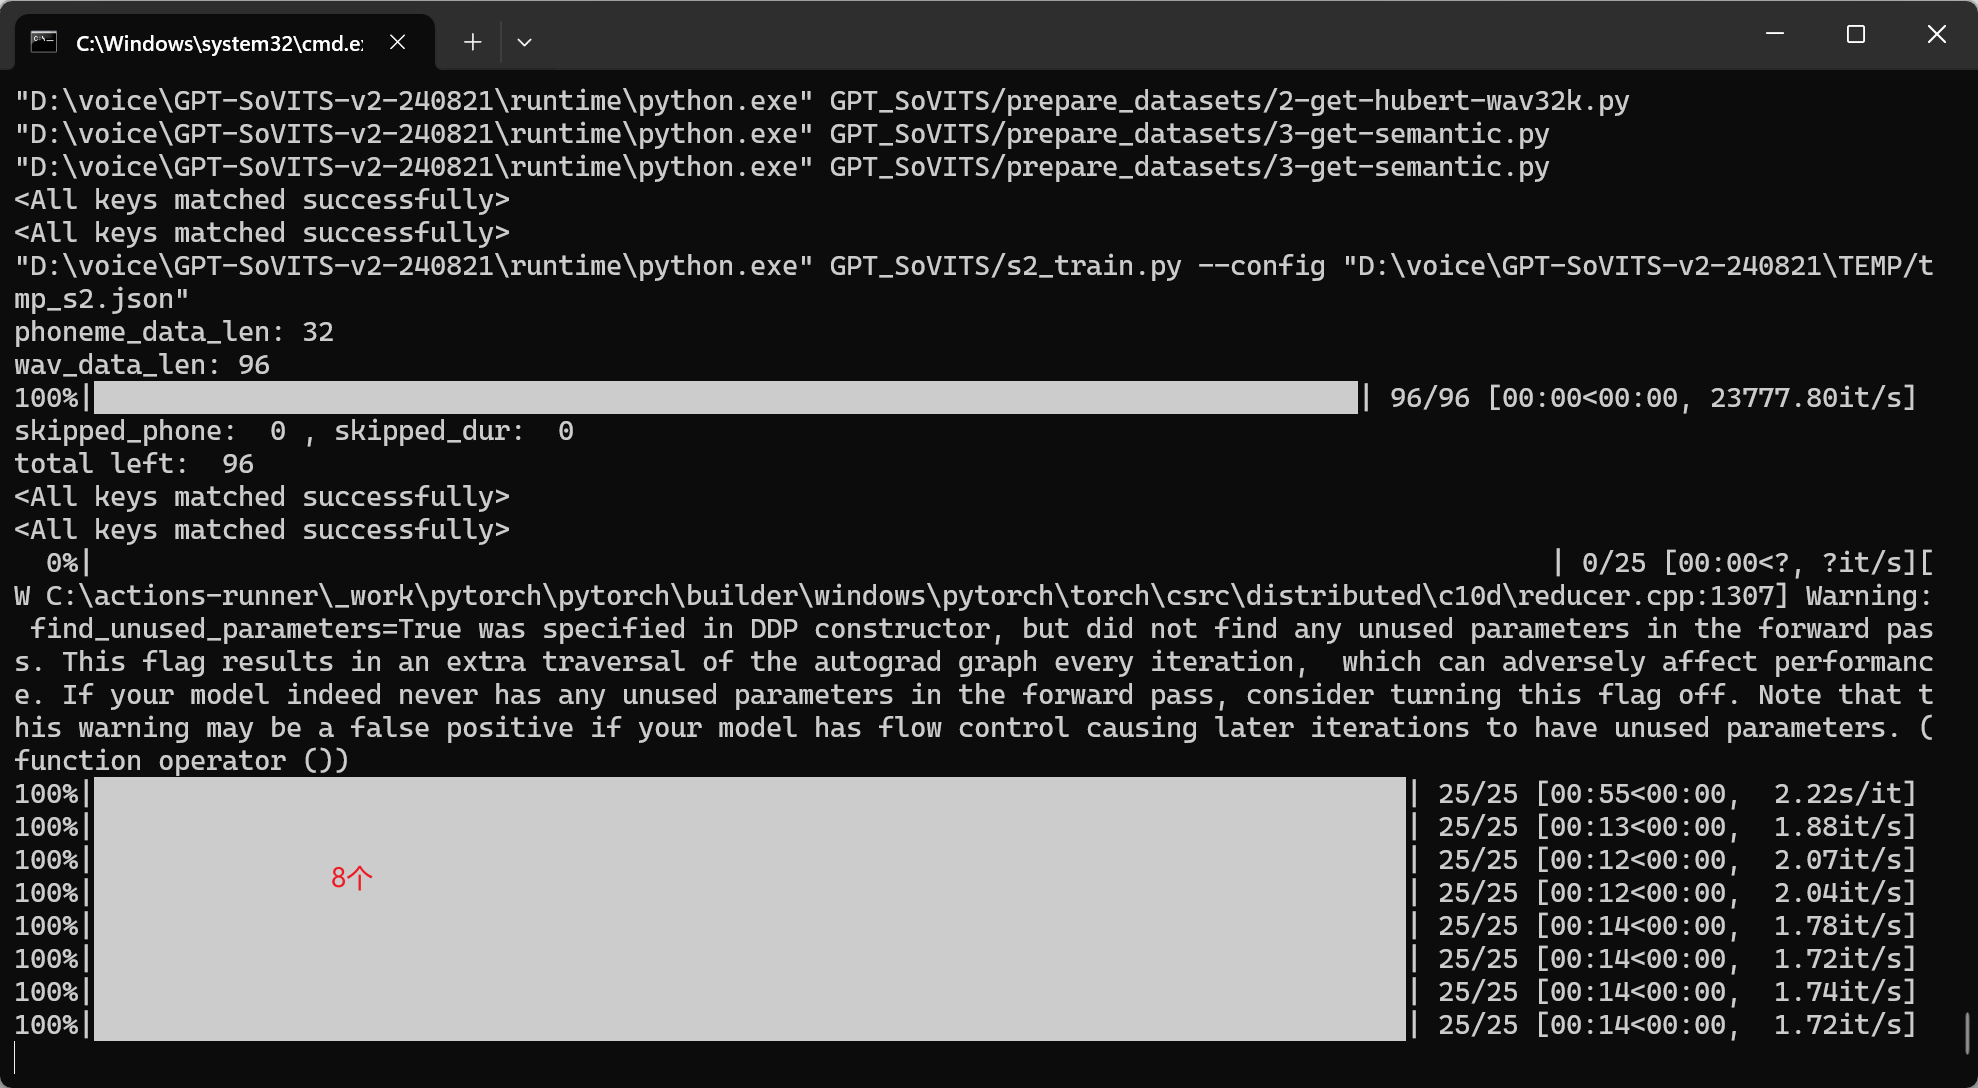 C:\Windows\system32\cmd.e
"D:\voice\GPT-SoVITS-v2-240821\runtime\python.exe" GPT_SoVITS/prepare_datasets/2-get-hubert-wav32k.py
"D:\voice\GPT-SoVITS-v2-240821\runtime\python.exe" GPT_SoVITS/prepare_datasets/3-get-semantic.py
"D:\voice\GPT-SoVITS-v2-240821\runtime\python.exe" GPT_SoVITS/prepare_datasets/3-get-semantic.py
<All keys matched successfully>
<All keys matched successfully>
"D:\voice\GPT-SoVITS-v2-240821\runtime\python.exe" GPT_SoVITS/s2_train.py --config "D:\voice\GPT-SoVITS-v2-240821\TEMP/t
mp_s2.json"
phoneme_data_len: 32
wav_data_len: 96
100%| | 96/96 [00:00<00:00, 23777.80it/s]
skipped_phone:  0 , skipped_dur:  0
total left:  96
<All keys matched successfully>
<All keys matched successfully>
0%| | 0/25 [00:00<?, ?it/s][
W C:\actions-runner\_work\pytorch\pytorch\builder\windows\pytorch\torch\csrc\distributed\c10d\reducer.cpp:1307] Warning:
find_unused_parameters=True was specified in DDP constructor, but did not find any unused parameters in the forward pas
s. This flag results in an extra traversal of the autograd graph every iteration,  which can adversely affect performanc
e. If your model indeed never has any unused parameters in the forward pass, consider turning this flag off. Note that t
his warning may be a false positive if your model has flow control causing later iterations to have unused parameters. (
function operator ())
100%| | 25/25 [00:55<00:00,  2.22s/it]
100%| | 25/25 [00:13<00:00,  1.88it/s]
100%| | 25/25 [00:12<00:00,  2.07it/s]
8个
100%| | 25/25 [00:12<00:00,  2.04it/s]
100%| | 25/25 [00:14<00:00,  1.78it/s]
100%| | 25/25 [00:14<00:00,  1.72it/s]
100%| | 25/25 [00:14<00:00,  1.74it/s]
100%| | 25/25 [00:14<00:00,  1.72it/s]